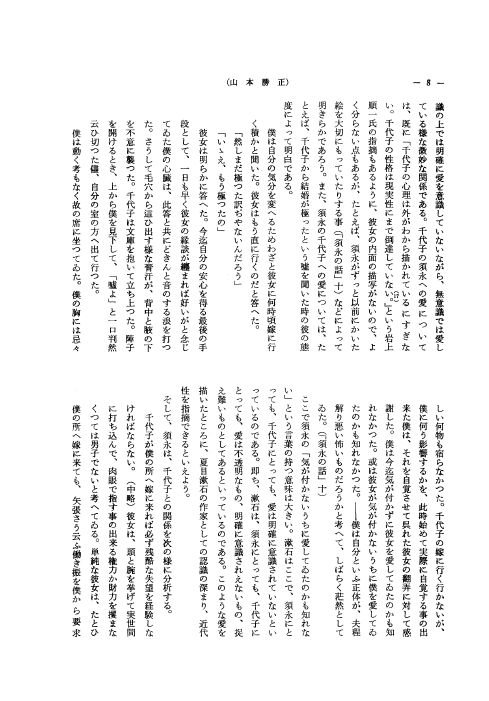 (山本勝正)
— 8 —
識の上では明確に愛を意識していないながら、無意識では愛し
ている様な微妙な関係である。千代子の須永への愛について
は、既に「千代子の心理は外がわから描かれているにすぎな
い。千代子の性格は現実性にまで倒達していない。」という岩上
順一氏の指摘もあるように、彼女の内面の描写がないので、よ
く分らない点もあるが、たとえば、須永がずっと以前にかいた
絵を大切にもっていたりする事(「須永の話」十)などによって
明きらかであろう。また、須永の千代子への愛については、た
とえば、千代子から結婚が極ったという嘘を聞いた時の彼の態
度によって明白である。
僕は自分の気分を変へるためわざと彼女に何時頃嫁に行
く積かと聞いた。彼女はもう直に行くのだと答へた。
「然しまだ極つた訳ぢやないんだらう」
「いゝえ、もう極つたの」
彼女は明らかに答へた。今迄自分の安心を得る最後の手
段として、一日も早く彼女の縁談が纏まれば好いがと念じ
てゐた僕の心臓は、此答と共にどきんと音のする浪を打つ
た。さうして毛穴から這ひ出す様な膏汗が、背中と腋の下
を不意に襲つた。千代子は文庫を抱いて立ち上つた。障子
を開けるとき、上から僕を見下して、「嘘よ」と一口判然
云ひ切つた儘、自分の室の方へ出て行つた。
僕は動く考もなく故の席に坐つてゐた。僕の胸には忌々
しい何物も宿らなかつた。千代子の嫁に行く行かないが、
僕に何う影響するかを、此時始めて実際に自覚する事の出
来た僕は、それを自覚させて呉れた彼女の翻弄に対して感
謝した。僕は今迄気が付かずに彼女を愛してゐたのかも知
れなかつた。或は彼女が気が付かないうちに僕を愛してゐ
たのかも知れなかつた。――僕は自分といふ正体が、夫程
解り悪い怖いものだらうかと考へて、しばらく茫然として
ゐた。(「須永の話」十)
ここで須永の「気が付かないうちに愛してゐたのかも知れな
い」という言葉の持つ意味は大きい。漱石はここで、須永にと
っても、千代子にとっても、愛は明確に意識されていないとい
っているのである。即ち、漱石は、須永にとっても、千代子に
とっても、愛は不透明なもの、明確に意識されえないもの、捉
え難いものとしてあるといっているのである。このような愛を
描いたところに、夏目漱石の作家としての認識の深まり、近代
性を指摘できるといえよう。
そして、須永は、千代子との関係を次の様に分析する。
千代子が僕の所へ嫁に来れば必ず残酷な失望を経験しな
ければならない。(中略)彼女は、頭と腕を挙げて実世間
に打ち込んで、肉眼で指す事の出来る権力か財力を攫まな
くつては男子でないと考へてゐる。単純な彼女は、たとひ
僕の所へ嫁に来ても、矢張さう云ふ働き振を僕から要求